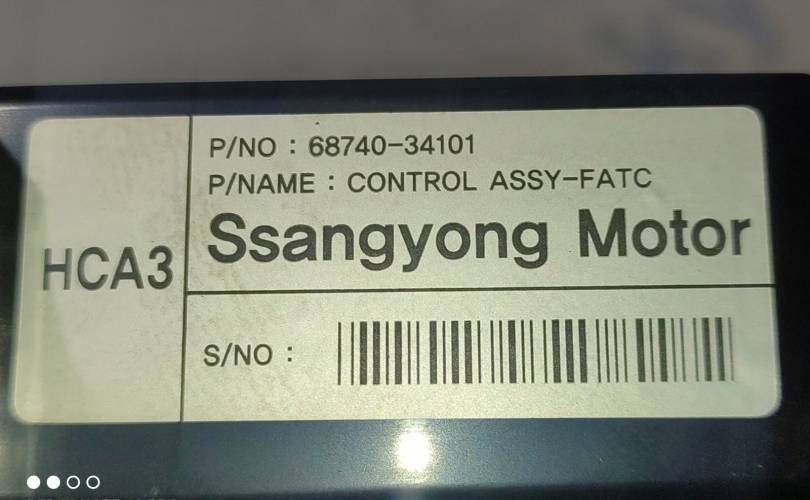 HCA3
P/NO : 68740-34101
P/NAME : CONTROL ASSY-FATC
Ssangyong Motor
S/NO :